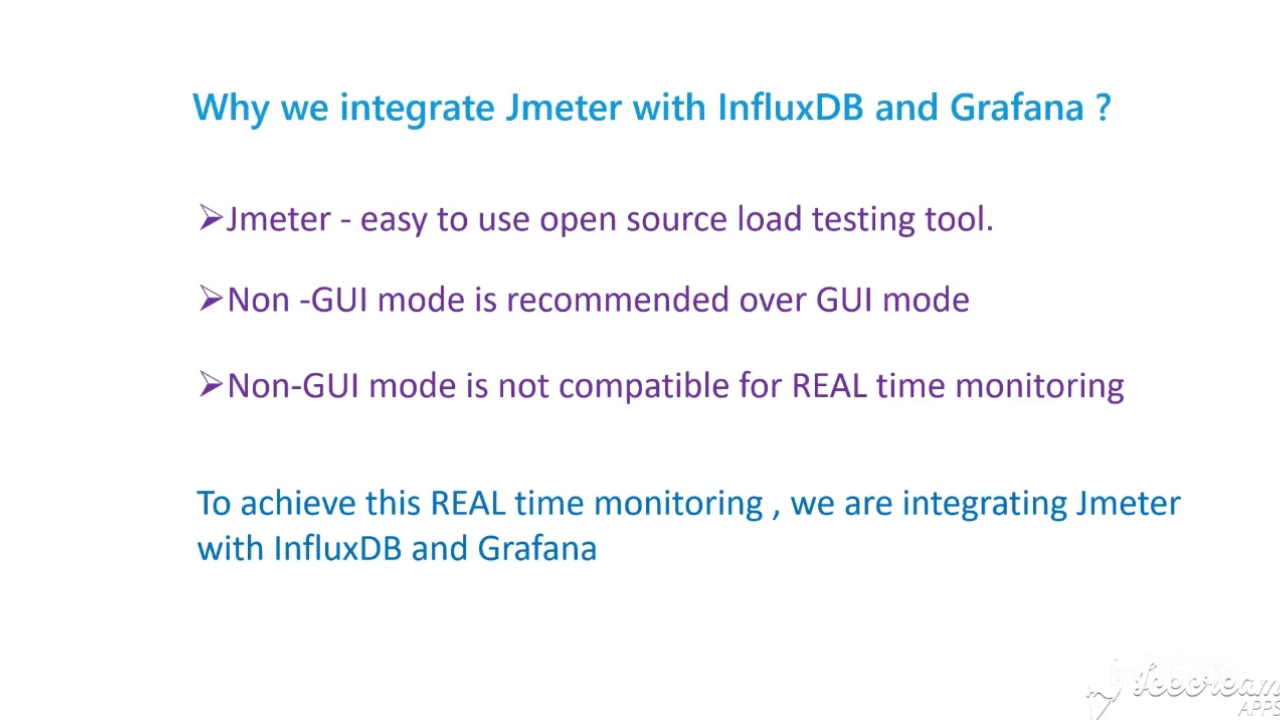 Why we integrate Jmeter with InfluxDB and Grafana ?
Jmeter - easy to use open source load testing tool.
Non -GUI mode is recommended over GUI mode
Non-GUI mode is not compatible for REAL time monitoring
To achieve this REAL time monitoring , we are integrating Jmeter
with InfluxDB and Grafana
Icecream
APPS